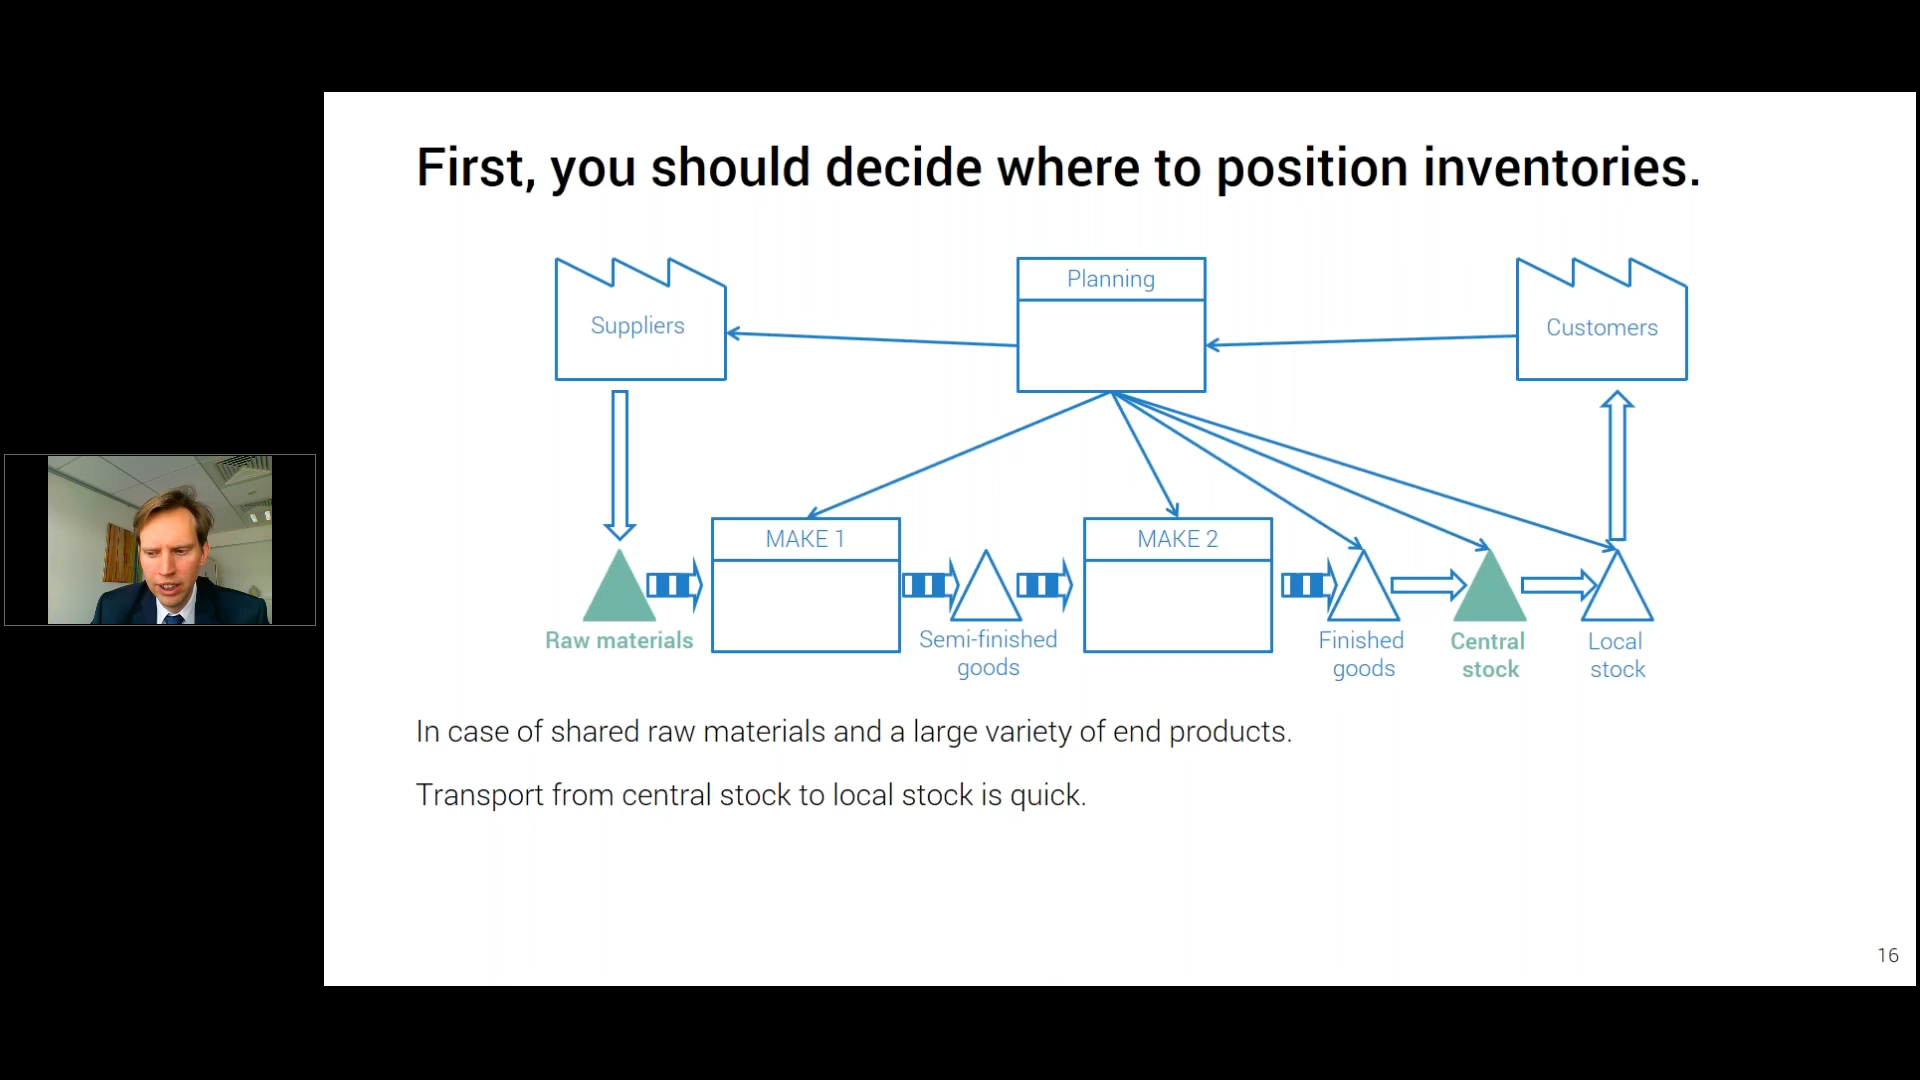 First, you should decide where to position inventories.
Planning
Suppliers
Customers
MAKE 1
MAKE 2
Raw materials
Semi-finished
goods
Finished
goods
Central
stock
Local
stock
In case of shared raw materials and a large variety of end products.
Transport from central stock to local stock is quick.
16